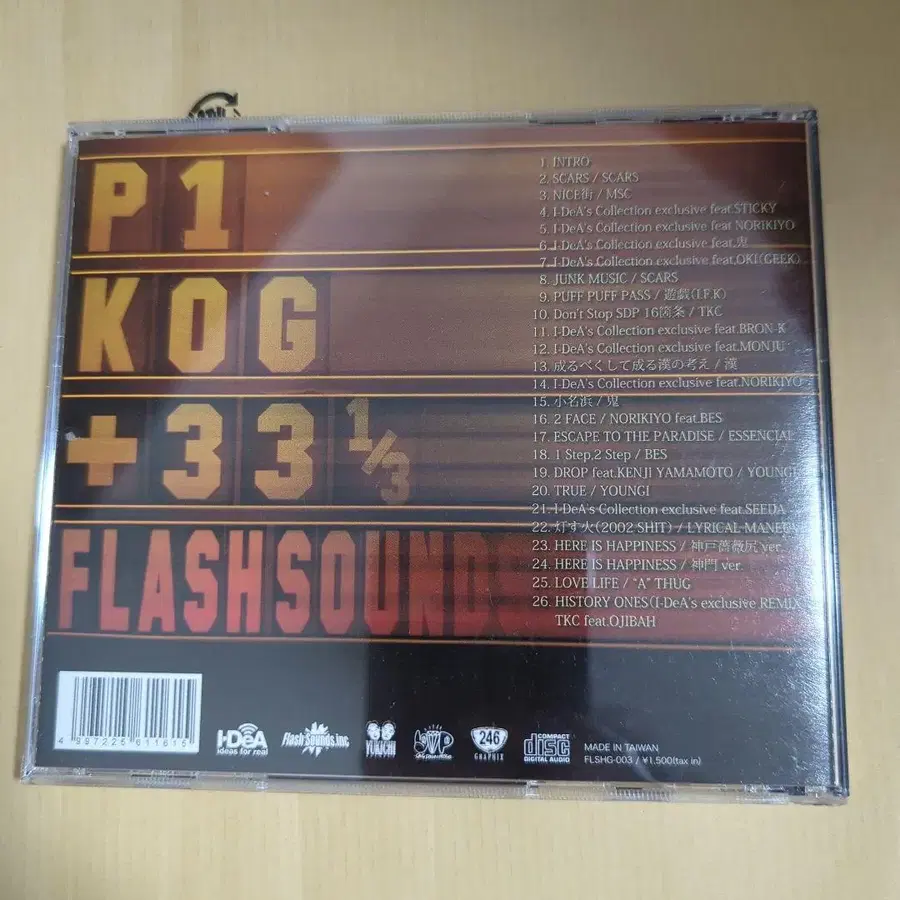 P1
KOG
+33 1/3
FLASHSOUNDS
1. INTRO
2. SCARS / SCARS
3. NICE街 / MSC
4. I-DeA's Collection exclusive feat.STICKY
5. I-DeA's Collection exclusive feat NORIKIYO
6. I-DeA's Collection exclusive feat.鬼
7. I-DeA's Collection exclusive feat.OKI(GEEK)
8. JUNK MUSIC / SCARS
9. PUFF PUFF PASS / 遊戯(I.F.K)
10. Don't Stop SDP 16箇条 / TKC
11. I-DeA's Collection exclusive feat.BRON-K
12. I-DeA's Collection exclusive feat.MONJU
13. 成るべくして成る漢の考え / 漢
14. I-DeA's Collection exclusive feat.NORIKIYO
15. 小名浜 / 鬼
16. 2 FACE / NORIKIYO feat.BES
17. ESCAPE TO THE PARADISE / ESSENCIAL
18. 1 Step,2 Step / BES
19. DROP feat.KENJI YAMAMOTO / YOUNGI
20. TRUE / YOUNGI
21. I-DeA's Collection exclusive feat.SEEDA
22. 灯す火(2002 SHIT) / LYRICAL
23. HERE IS HAPPINESS / 神戸薔薇尻 ver.
24. HERE IS HAPPINESS / 神門 ver.
25. LOVE LIFE / "A" THUG
26. HISTORY ONES(I-DeA's exclusive REMIX
TKC feat.OJIBAH
4 997225 011615
I-DeA
ideas for real
Flash Sounds.inc
YUKICHI
246
GRAPHIX
COMPACT
disc
DIGITAL AUDIO
MADE IN TAIWAN
FLSHG-003 / ¥1,500(tax in)